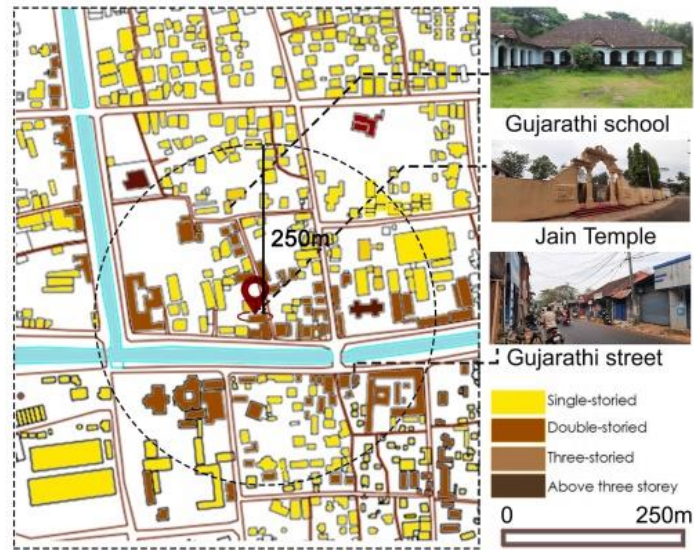 250m
Gujarathi school
Jain Temple
Gujarathi street
Single-storied
Double-storied
Three-storied
Above three storey
0 250m